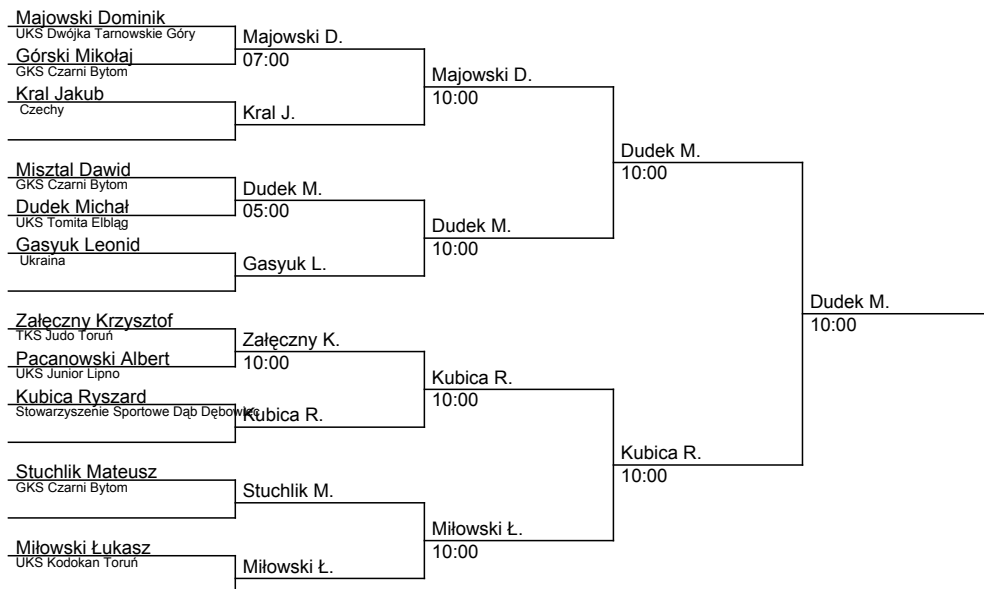 Majowski Dominik
UKS Dwójka Tarnowskie Góry
Majowski D.
07:00
Górski Mikołaj
GKS Czarni Bytom
Majowski D.
10:00
Kral Jakub
Czechy
Kral J.
Dudek M.
10:00
Misztal Dawid
GKS Czarni Bytom
Dudek M.
05:00
Dudek Michał
UKS Tomita Elbląg
Dudek M.
10:00
Gasyuk Leonid
Ukraina
Gasyuk L.
Dudek M.
10:00
Załęczny Krzysztof
TKS Judo Toruń
Załęczny K.
10:00
Pacanowski Albert
UKS Junior Lipno
Kubica R.
10:00
Kubica Ryszard
Stowarzyszenie Sportowe Dąb Dębowiec
Kubica R.
Kubica R.
10:00
Stuchlik Mateusz
GKS Czarni Bytom
Stuchlik M.
Miłowski Ł.
10:00
Miłowski Łukasz
UKS Kodokan Toruń
Miłowski Ł.